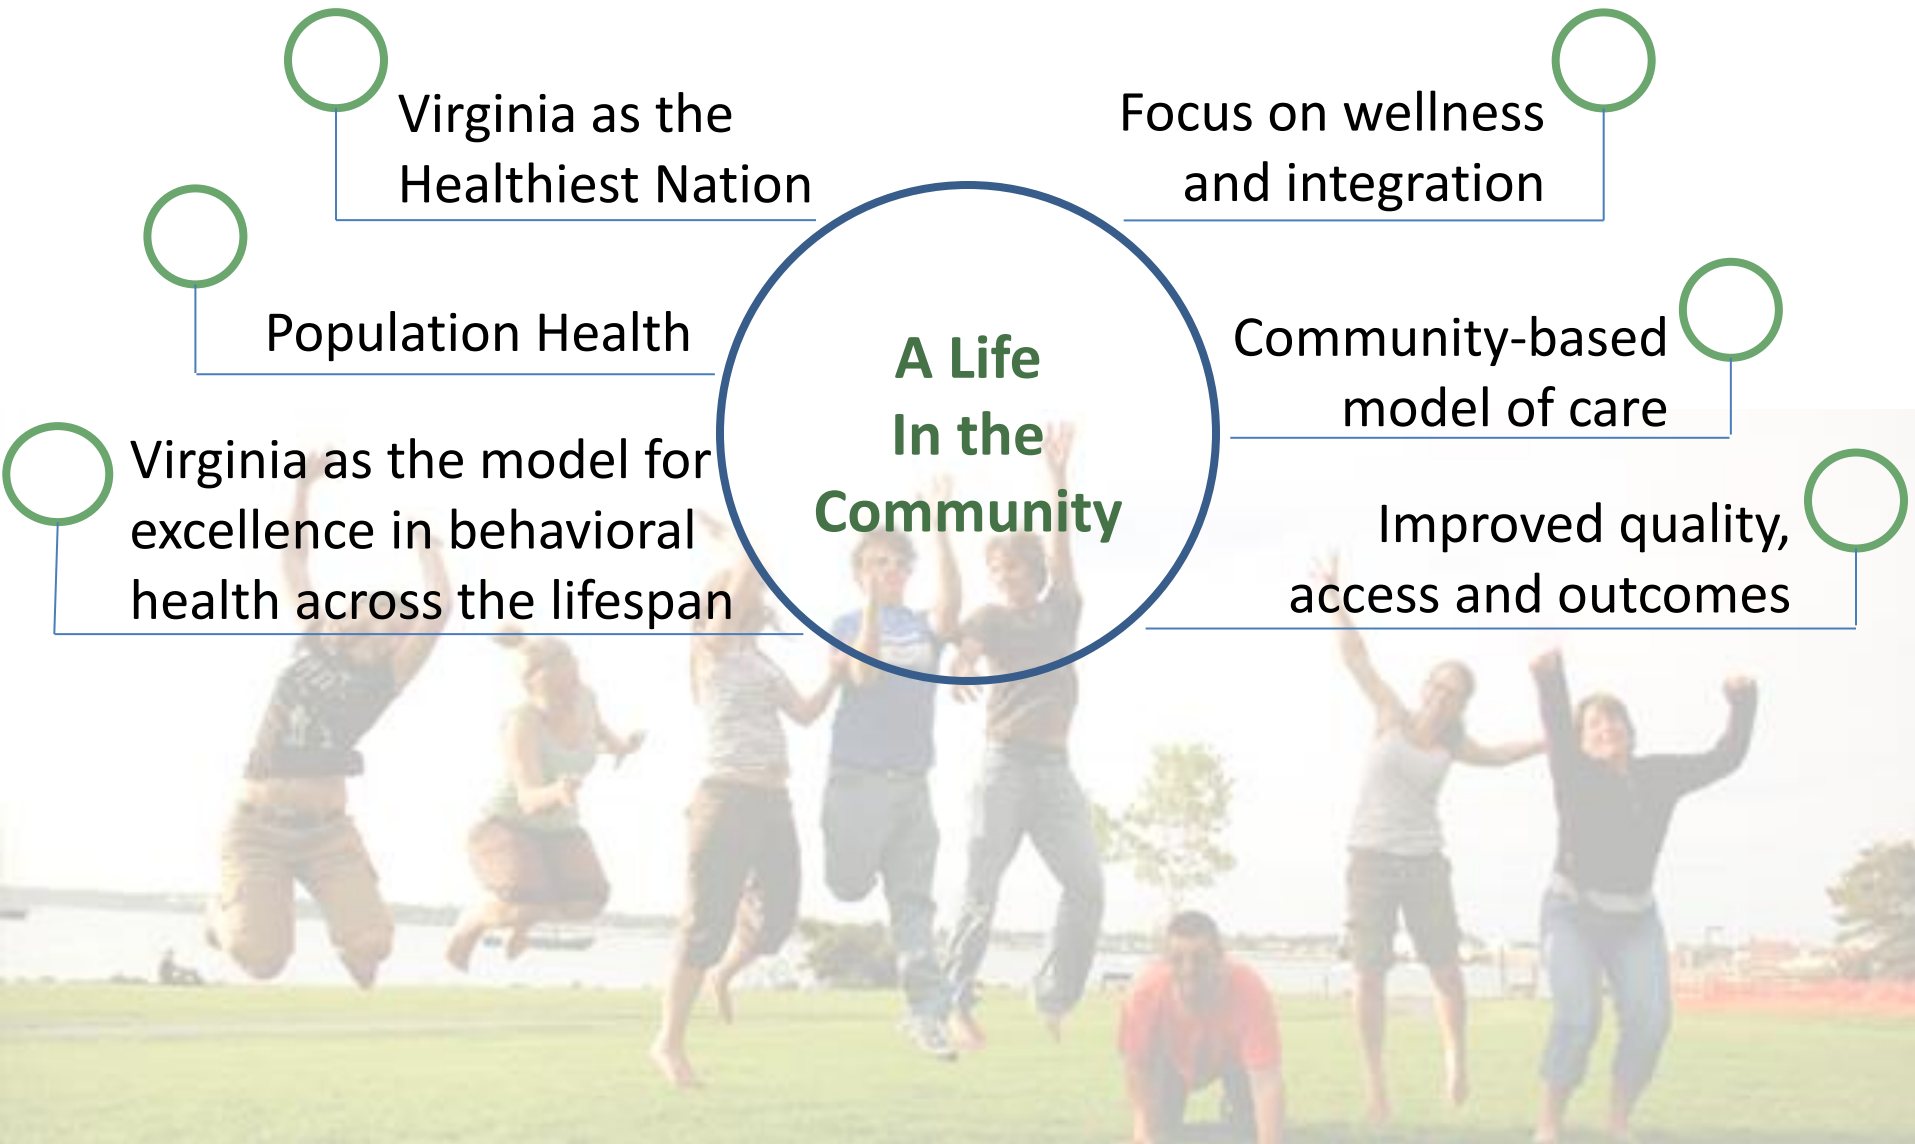 Virginia as the
Healthiest Nation
Population Health
Virginia as the model for
excellence in behavioral
health across the lifespan
A Life
In the
Community
Focus on wellness
and integration
Community-based
model of care
Improved quality,
access and outcomes